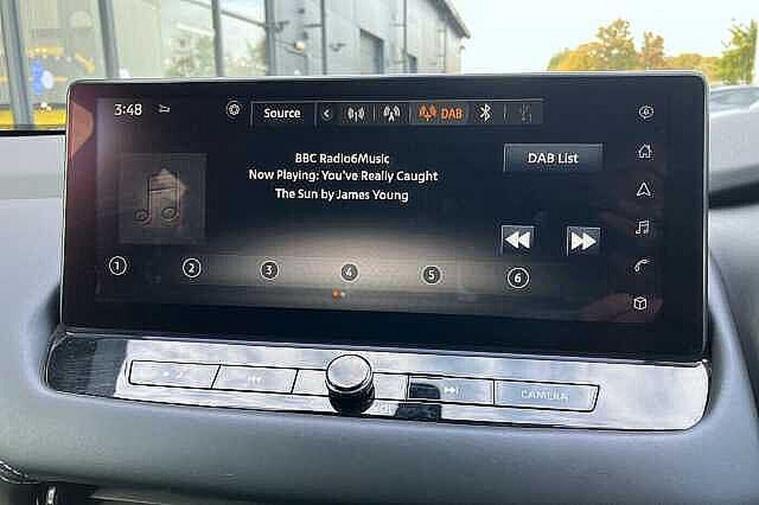 3:48
Source
DAB
BBC Radio6Music
DAB List
Now Playing: You've Really Caught
The Sun by James Young
1 2 3 4 5 6
CAMERA